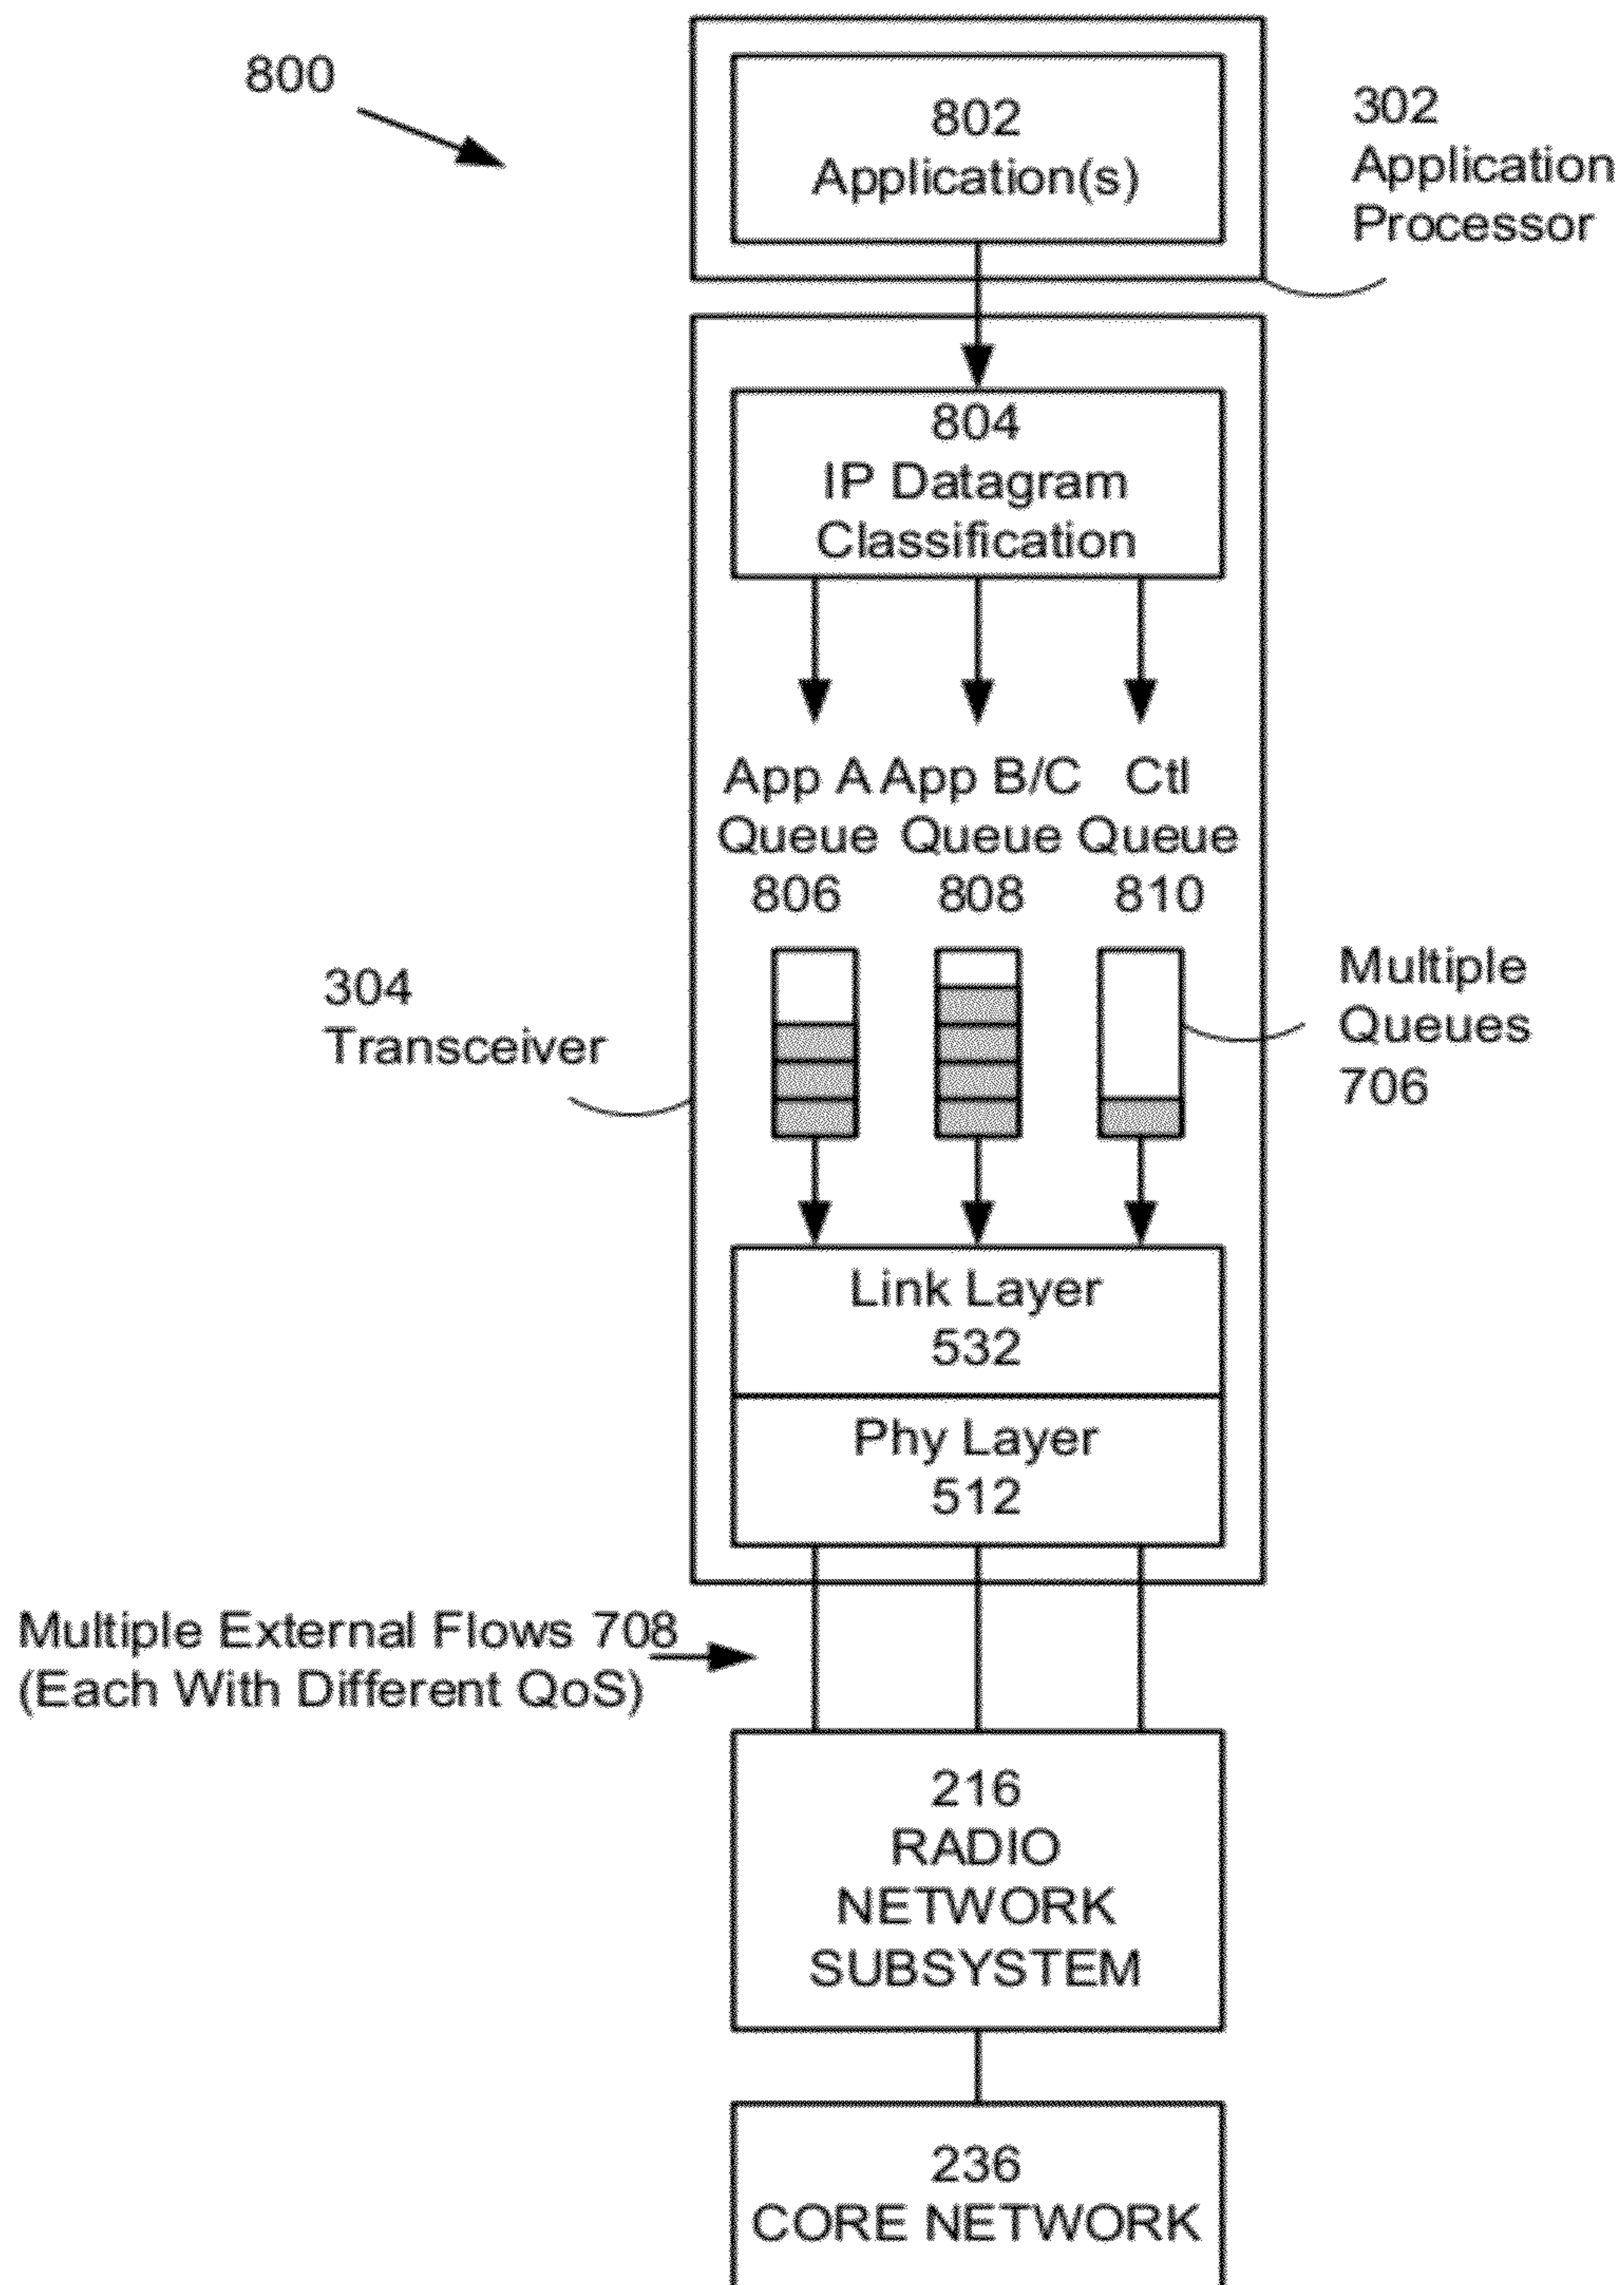 800
802
Application(s)
302
Application
Processor
804
IP Datagram
Classification
App A App B/C Ctl
Queue Queue Queue
806 808 810
304
Transceiver
Multiple
Queues
706
Link Layer
532
Phy Layer
512
Multiple External Flows 708
(Each With Different QoS)
216
RADIO
NETWORK
SUBSYSTEM
236
CORE NETWORK